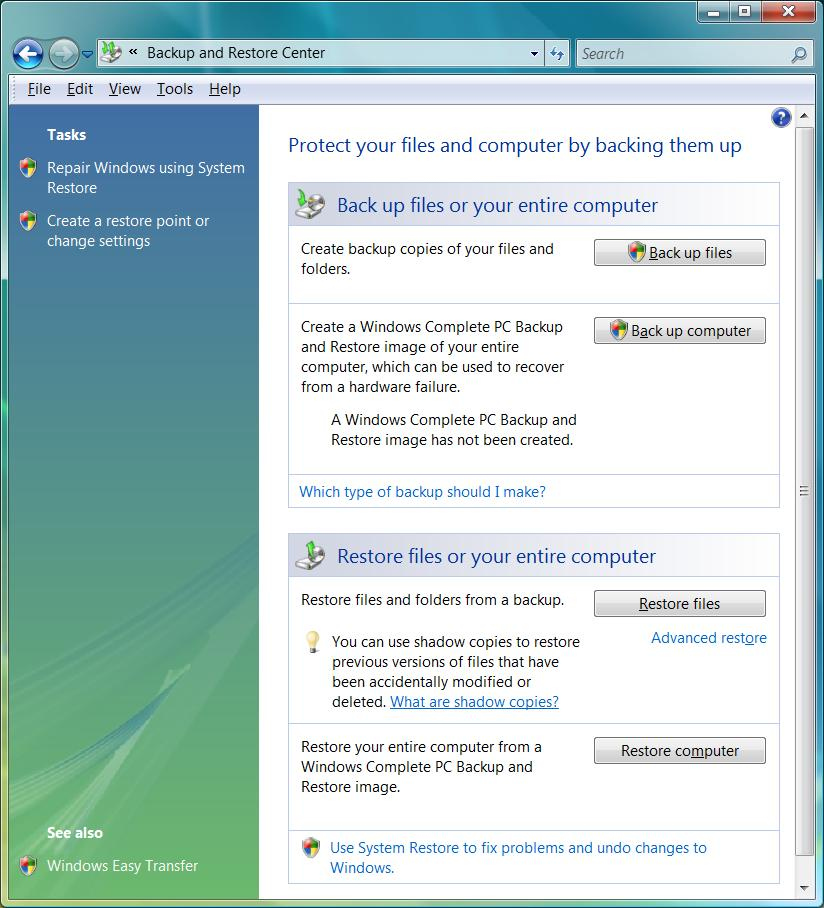 « Backup and Restore Center
Search
File Edit View Tools Help
Tasks
Repair Windows using System
Restore
Create a restore point or
change settings
See also
Windows Easy Transfer
?
Protect your files and computer by backing them up
Back up files or your entire computer
Create backup copies of your files and
folders.
Back up files
Create a Windows Complete PC Backup
and Restore image of your entire
computer, which can be used to recover
from a hardware failure.
Back up computer
A Windows Complete PC Backup and
Restore image has not been created.
Which type of backup should I make?
Restore files or your entire computer
Restore files and folders from a backup.
Restore files
Advanced restore
You can use shadow copies to restore
previous versions of files that have
been accidentally modified or
deleted. What are shadow copies?
Restore your entire computer from a
Windows Complete PC Backup and
Restore image.
Restore computer
Use System Restore to fix problems and undo changes to
Windows.